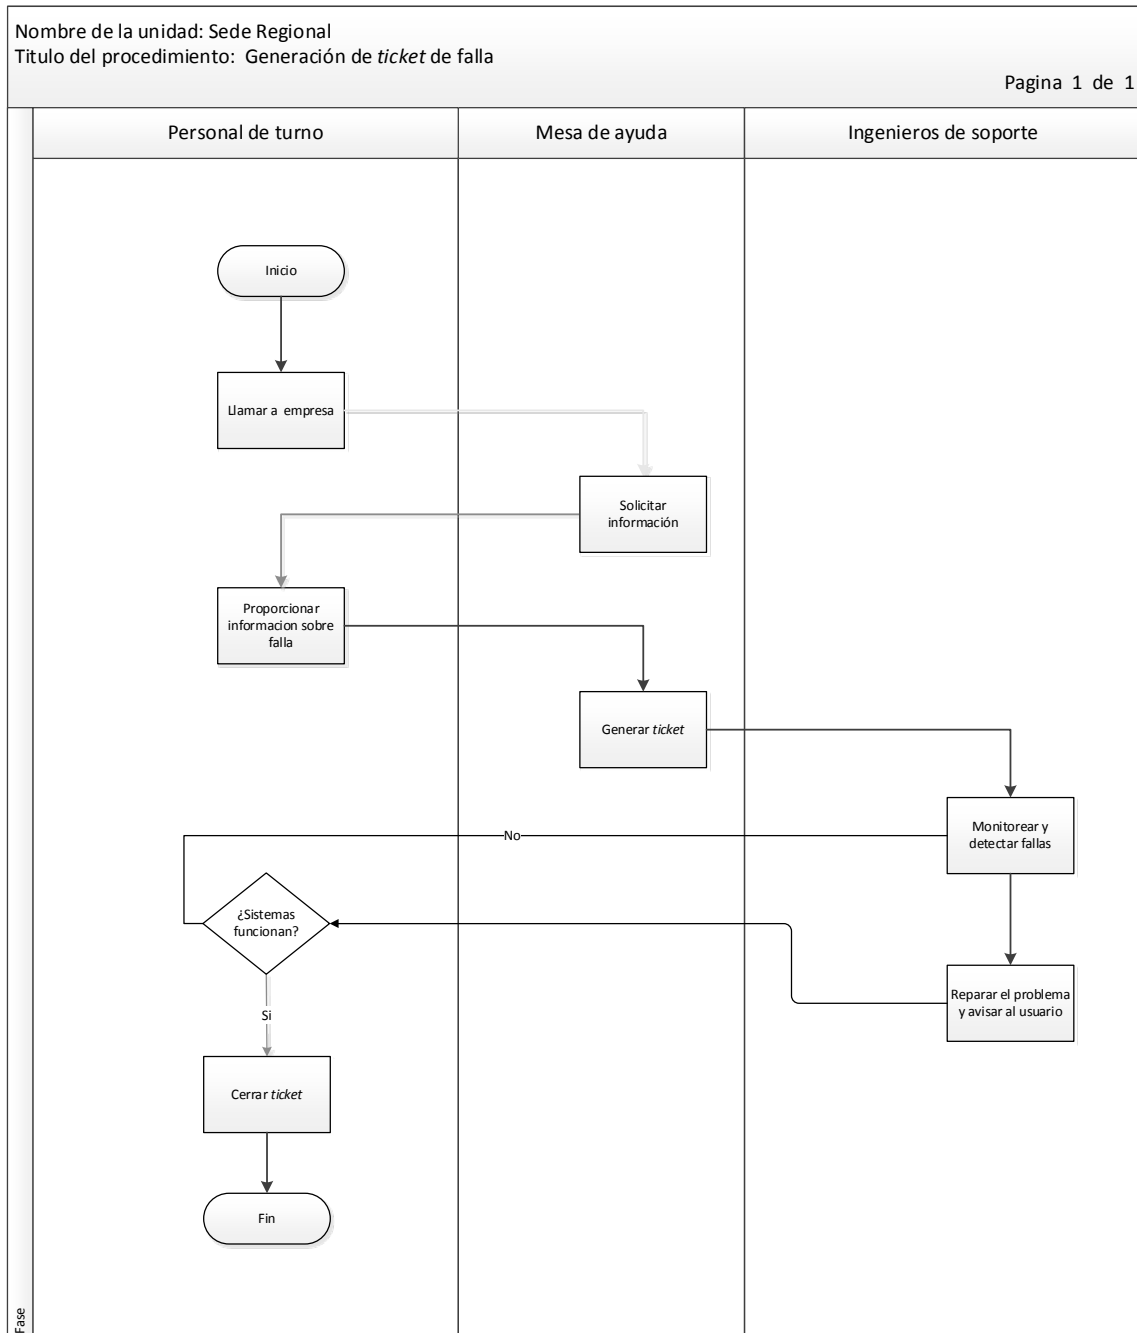 Nombre de la unidad: Sede Regional
Titulo del procedimiento: Generación de ticket de falla
Pagina 1 de 1
Personal de turno
Mesa de ayuda
Ingenieros de soporte
Inicio
Llamar a empresa
Solicitar
información
Proporcionar
informacion sobre
falla
Generar ticket
Monitorear y
detectar fallas
No
¿Sistemas
funcionan?
Reparar el problema
y avisar al usuario
Si
Cerrar ticket
Fin
Fase